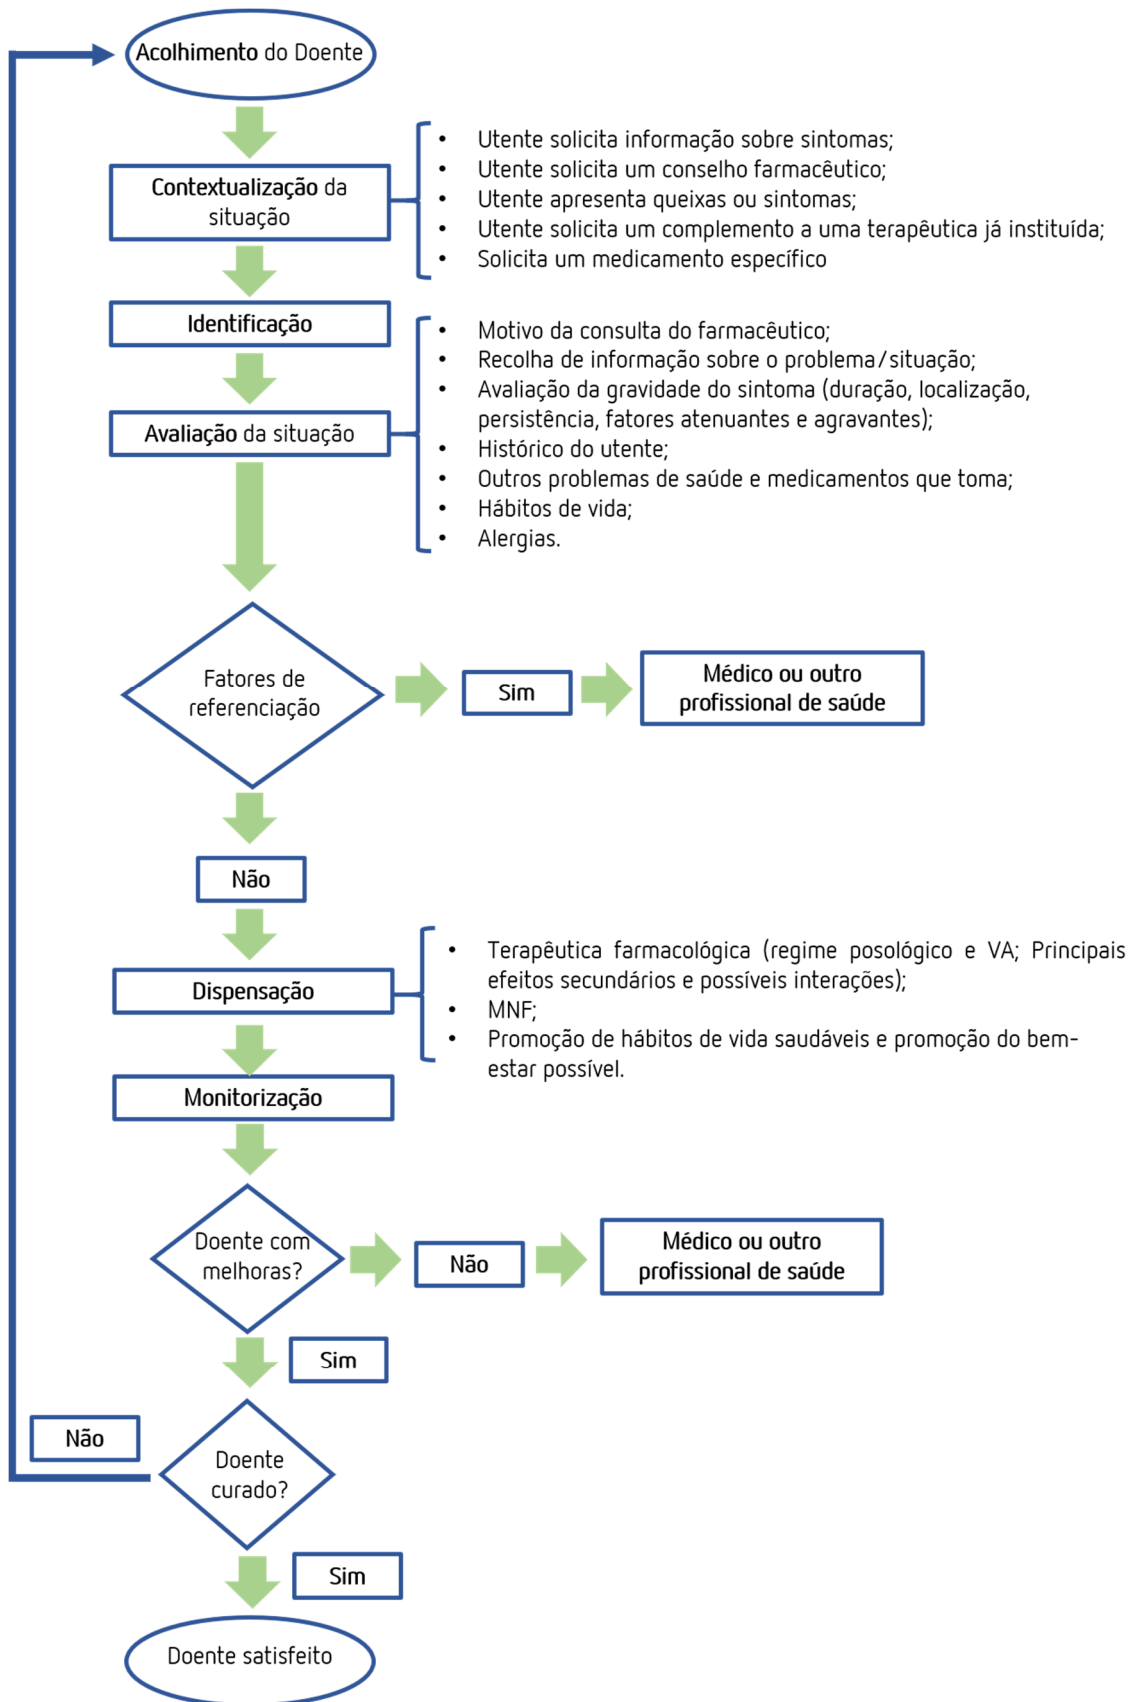 Acolhimento do Doente
Contextualização da
situação
• Utente solicita informação sobre sintomas;
• Utente solicita um conselho farmacêutico;
• Utente apresenta queixas ou sintomas;
• Utente solicita um complemento a uma terapêutica já instituída;
• Solicita um medicamento específico
Identificação
Avaliação da situação
• Motivo da consulta do farmacêutico;
• Recolha de informação sobre o problema/situação;
• Avaliação da gravidade do sintoma (duração, localização,
persistência, fatores atenuantes e agravantes);
• Histórico do utente;
• Outros problemas de saúde e medicamentos que toma;
• Hábitos de vida;
• Alergias.
Fatores de
referenciação
Sim
Médico ou outro
profissional de saúde
Não
Dispensação
• Terapêutica farmacológica (regime posológico e VA; Principais
efeitos secundários e possíveis interações);
• MNF;
• Promoção de hábitos de vida saudáveis e promoção do bem-
estar possível.
Monitorização
Doente com
melhoras?
Não
Médico ou outro
profissional de saúde
Sim
Não
Doente
curado?
Sim
Doente satisfeito